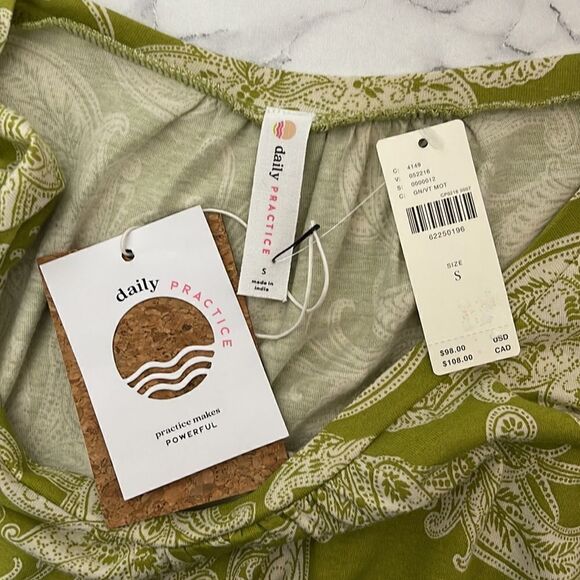 daily PRACTICE
S
made in
india
daily PRACTICE
practice makes
POWERFUL
C: 4149
V: 052216
S: 0000012
C: GN/VT MOT
62250196
SIZE
S
$98.00 USD
$108.00 CAD